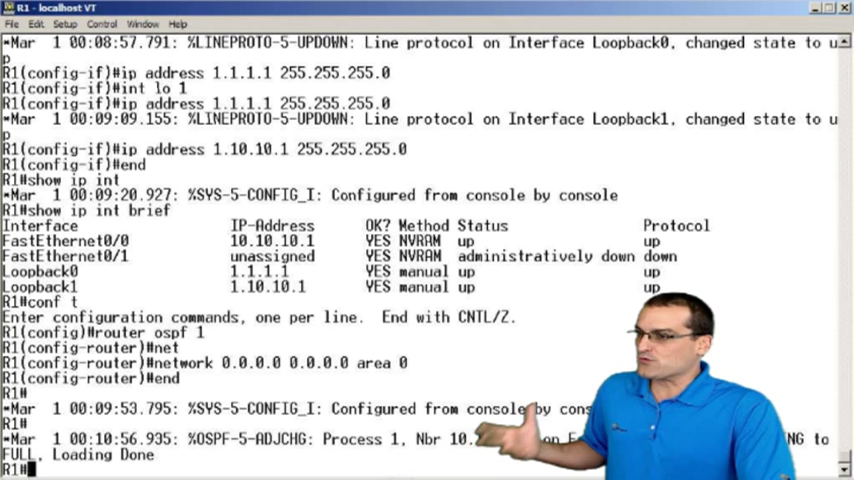 R1 - localhost VT
File Edit Setup Control Window Help
*Mar 1 00:08:57.791: %LINEPROTO-5-UPDOWN: Line protocol on Interface Loopback0, changed state to u
p
R1(config-if)#ip address 1.1.1.1 255.255.255.0
R1(config-if)#int lo 1
R1(config-if)#ip address 1.1.1.1 255.255.255.0
*Mar 1 00:09:09.155: %LINEPROTO-5-UPDOWN: Line protocol on Interface Loopback1, changed state to u
p
R1(config-if)#ip address 1.10.10.1 255.255.255.0
R1(config-if)#end
R1#show ip int
*Mar 1 00:09:20.927: %SYS-5-CONFIG_I: Configured from console by console
R1#show ip int brief
Interface IP-Address OK? Method Status Protocol
FastEthernet0/0 10.10.10.1 YES NVRAM up up
FastEthernet0/1 unassigned YES NVRAM administratively down down
Loopback0 1.1.1.1 YES manual up up
Loopback1 1.10.10.1 YES manual up up
R1#conf t
Enter configuration commands, one per line. End with CNTL/Z.
R1(config)#router ospf 1
R1(config-router)#net
R1(config-router)#network 0.0.0.0 0.0.0.0 area 0
R1(config-router)#end
R1#
*Mar 1 00:09:53.795: %SYS-5-CONFIG_I: Configured from console by cons
R1#
*Mar 1 00:10:56.935: %OSPF-5-ADJCHG: Process 1, Nbr 10. on to
FULL, Loading Done
R1#